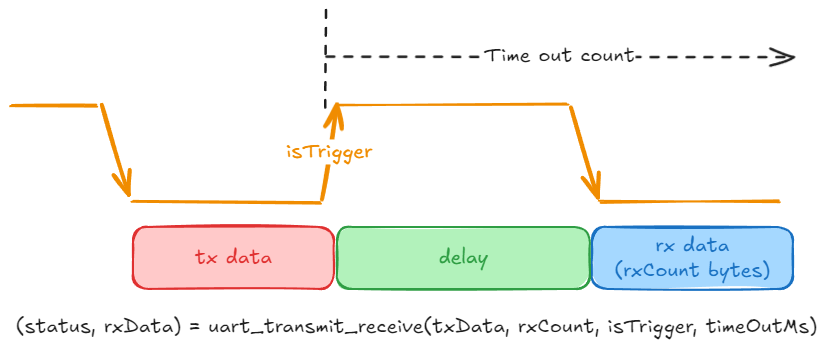 Time out count
isTrigger
tx data
delay
rx data
(rxCount bytes)
(status, rxData) = uart_transmit_receive(txData, rxCount, isTrigger, timeOutMs)